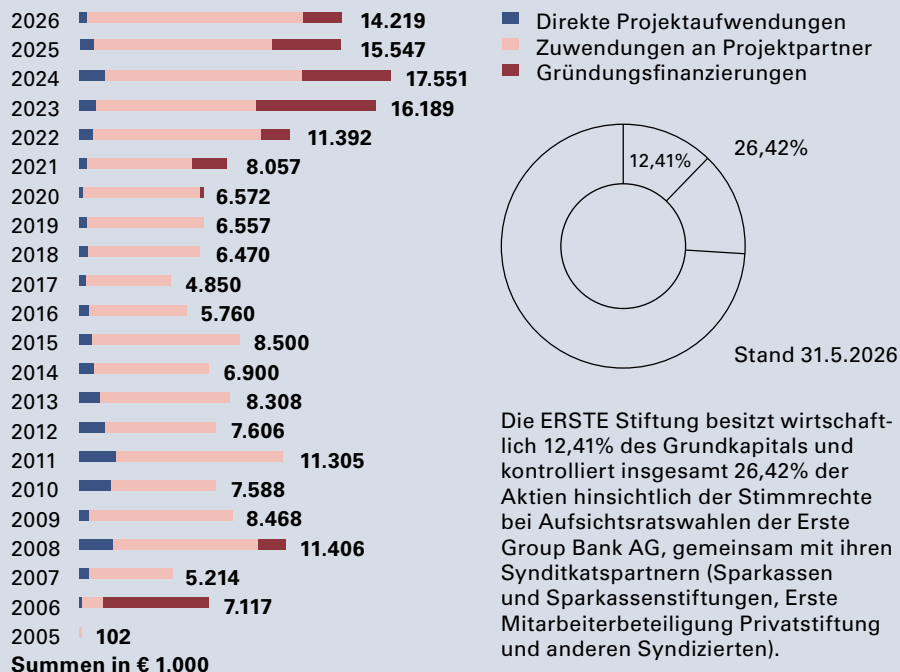 2026 14.219
2025 15.547
2024 17.551
2023 16.189
2022 11.392
2021 8.057
2020 6.572
2019 6.557
2018 6.470
2017 4.850
2016 5.760
2015 8.500
2014 6.900
2013 8.308
2012 7.606
2011 11.305
2010 7.588
2009 8.468
2008 11.406
2007 5.214
2006 7.117
2005 102
Summen in € 1.000
Direkte Projektaufwendungen
Zuwendungen an Projektpartner
Gründungsfinanzierungen
12,41%
26,42%
Stand 31.5.2026
Die ERSTE Stiftung besitzt wirtschaft-
lich 12,41% des Grundkapitals und
kontrolliert insgesamt 26,42% der
Aktien hinsichtlich der Stimmrechte
bei Aufsichtsratswahlen der Erste
Group Bank AG, gemeinsam mit ihren
Synditkatspartnern (Sparkassen
und Sparkassenstiftungen, Erste
Mitarbeiterbeteiligung Privatstiftung
und anderen Syndizierten).